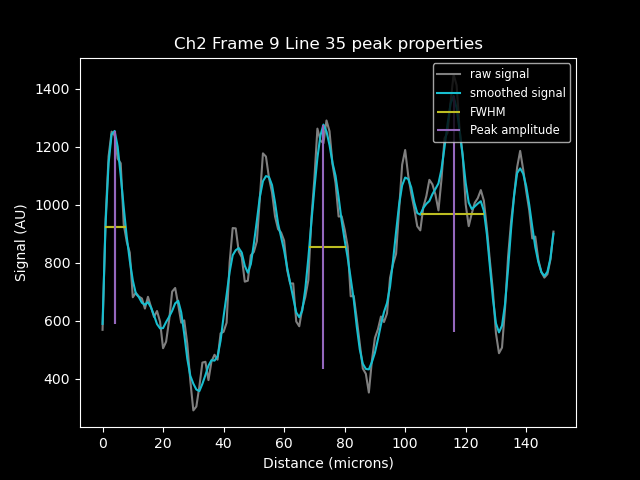 Ch2 Frame 9 Line 35 peak properties
raw signal
smoothed signal
FWHM
Peak amplitude
1400
1200
1000
800
600
400
Signal (AU)
0 20 40 60 80 100 120 140
Distance (microns)